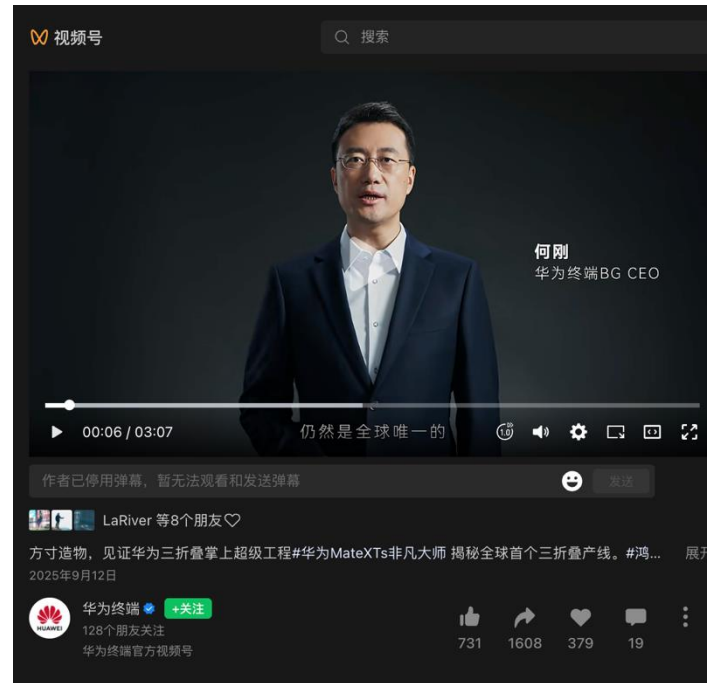 视频号
搜索
何刚
华为终端BG CEO
仍然是全球唯一的
00:06 / 03:07
1.0
作者已停用弹幕，暂无法观看和发送弹幕
发送
LaRiver 等8个朋友♡
方寸造物，见证华为三折叠掌上超级工程#华为MateXTs非凡大师 揭秘全球首个三折叠产线。#鸿... 展开
2025年9月12日
华为终端 +关注
128个朋友关注
华为终端官方视频号
HUAWEI
731 1608 379 19